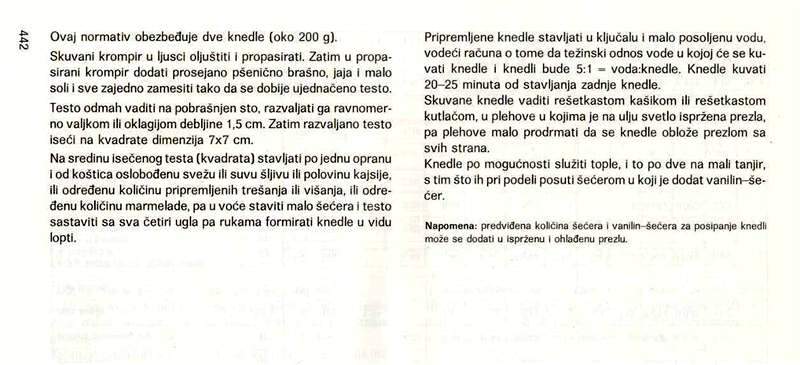 442
Ovaj normativ obezbeđuje dve knedle (oko 200 g).
Skuvani krompir u ljusci oljuštiti i propasirati. Zatim u propa-
sirani krompir dodati prosejano pšenično brašno, jaja i malo
soli i sve zajedno zamesiti tako da se dobije ujednačeno testo.
Testo odmah vaditi na pobrašnjen sto, razvaljati ga ravnomer-
no valjkom ili oklagijom debljine 1,5 cm. Zatim razvaljano testo
iseći na kvadrate dimenzija 7x7 cm.
Na sredinu isečenog testa (kvadrata) stavljati po jednu opranu
i od koštica oslobođenu svežu ili suvu šljivu ili polovinu kajsije,
ili određenu količinu pripremljenih trešanja ili višanja, ili odre-
đenu količinu marmelade, pa u voće staviti malo šećera i testo
sastaviti sa sva četiri ugla pa rukama formirati knedle u vidu
lopti.
Pripremljene knedle stavljati u ključalu i malo posoljenu vodu,
vodeći računa o tome da težinski odnos vode u kojoj će se ku-
vati knedle i knedli bude 5:1 = voda:knedle. Knedle kuvati
20–25 minuta od stavljanja zadnje knedle.
Skuvane knedle vaditi rešetkastom kašikom ili rešetkastom
kutlačom, u plehove u kojima je na ulju svetlo ispržena prezla,
pa plehove malo prodrmati da se knedle oblože prezlom sa
svih strana.
Knedle po mogućnosti služiti tople, i to po dve na mali tanjir,
s tim što ih pri podeli posuti šećerom u koji je dodat vanilin–še-
ćer.
Napomena: predviđena količina šećera i vanilin–šećera za posipanje knedli
može se dodati u isprženu i ohlađenu prezlu.